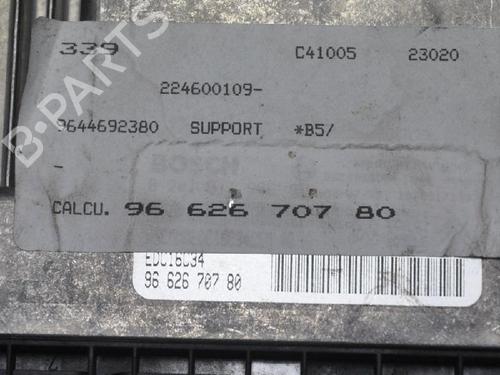 339 C41005 23020
224600109-
9644692380 SUPPORT *B5/
-
BOSCH
CALCU. 96 626 707 80
EDC16C34
96 626 707 80
B-PARTS